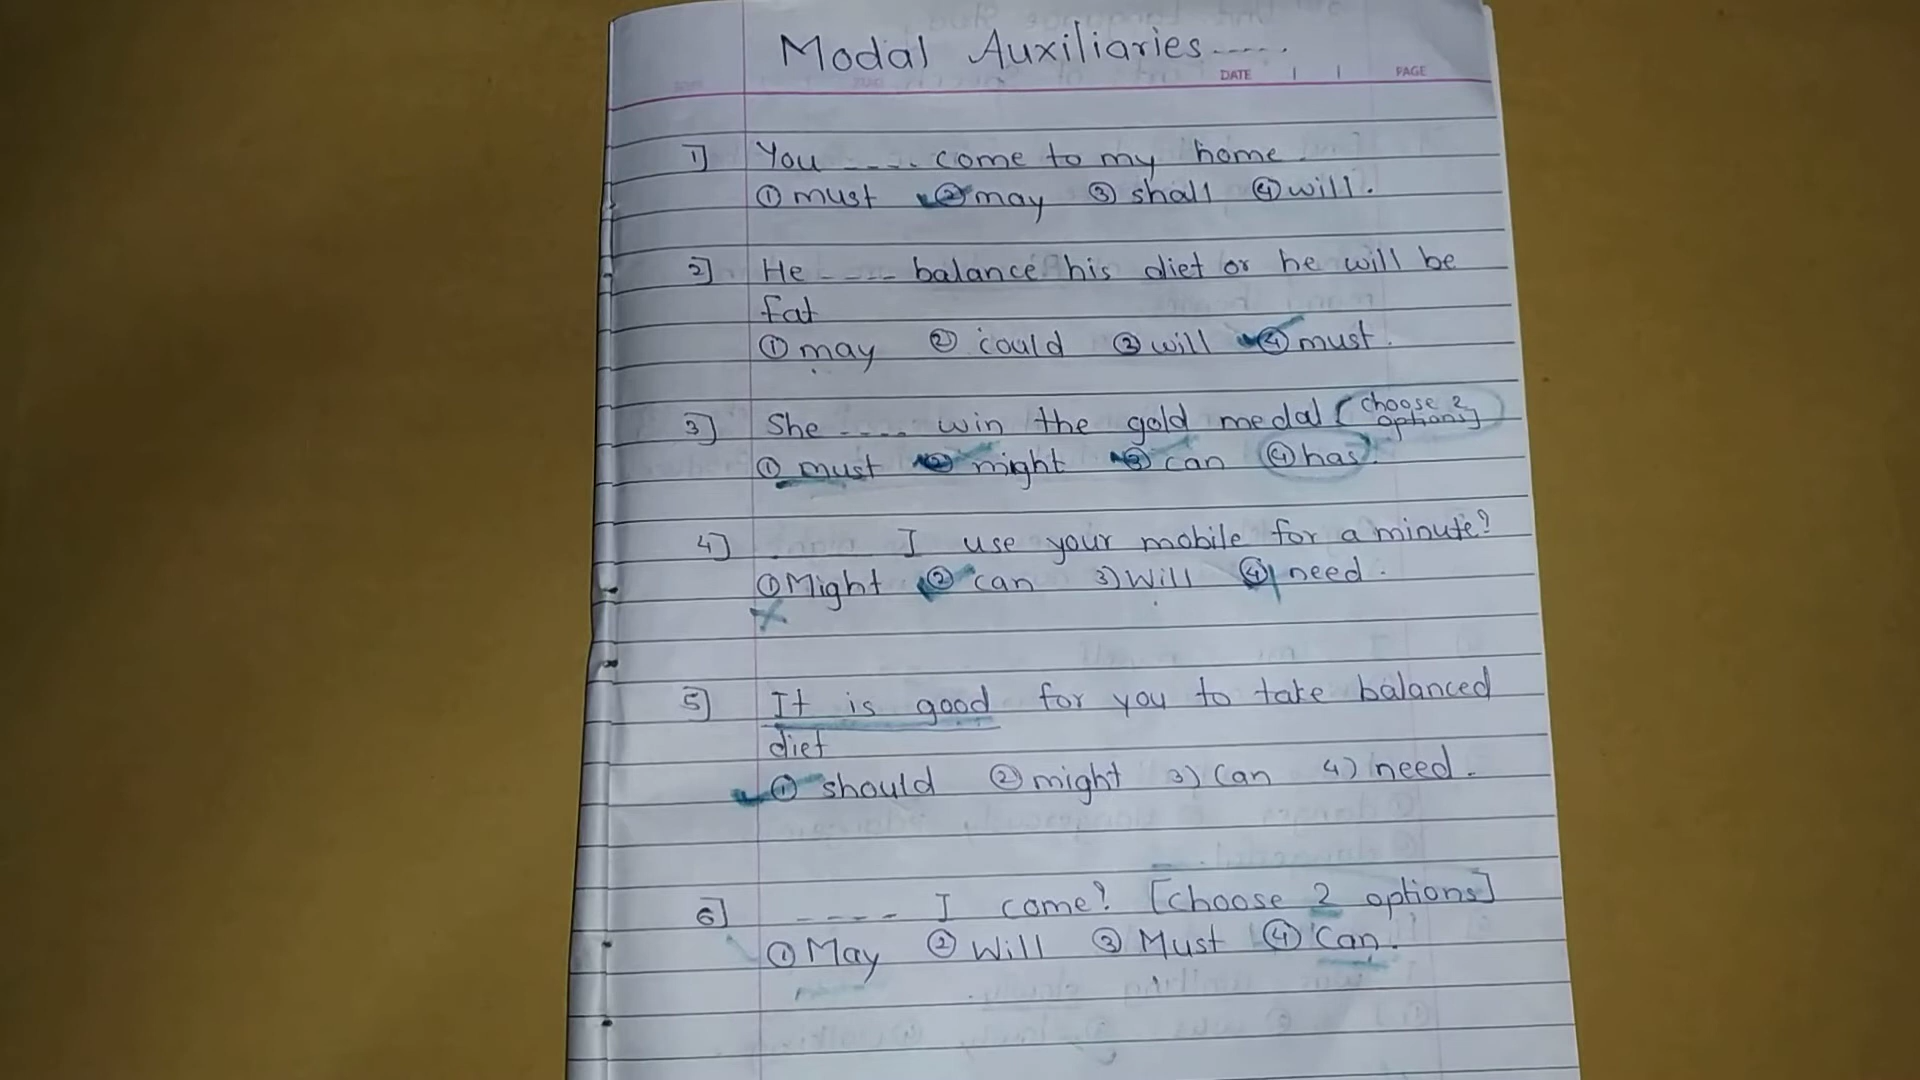 Modal Auxiliaries.....
DATE | | PAGE
1] You .... come to my home.
① must ② may ③ shall ④ will.
2] He .... balance his diet or he will be
fat
① may ② could ③ will ④ must.
3] She .... win the gold medal [choose 2
options]
① must ② might ③ can ④ has.
4] I use your mobile for a minute?
① Might ② can 3) Will ④ need.
5] It is good for you to take balanced
diet
① should ② might 3) Can 4) need.
6] ---- I come? [choose 2 options]
① May ② Will ③ Must ④ Can.